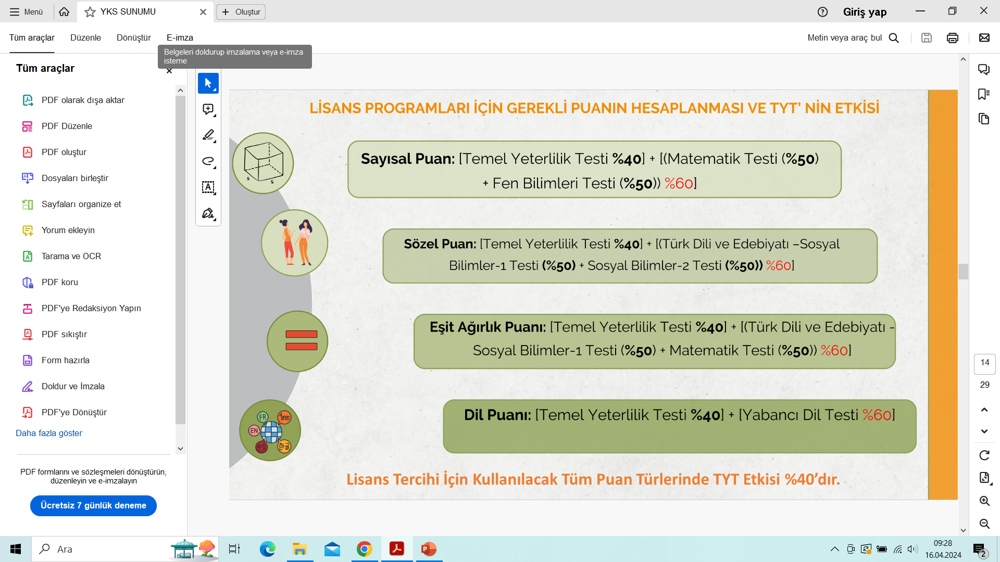 Menü
YKS SUNUMU
Oluştur
Giriş yap
Tüm araçlar
Düzenle
Dönüştür
E-imza
Metin veya araç bul
Belgeleri doldurup imzalama veya e-imza
isteme
Tüm araçlar
PDF olarak dışa aktar
PDF Düzenle
PDF oluştur
Dosyaları birleştir
Sayfaları organize et
Yorum ekleyin
Tarama ve OCR
PDF koru
PDF'ye Redaksiyon Yapın
PDF sıkıştır
Form hazırla
Doldur ve İmzala
PDF'ye Dönüştür
Daha fazla göster
PDF formlarını ve sözleşmeleri dönüştürün,
düzenleyin ve e-imzalayın
Ücretsiz 7 günlük deneme
LİSANS PROGRAMLARI İÇİN GEREKLİ PUANIN HESAPLANMASI VE TYT' NİN ETKİSİ
S
S
Sayısal Puan: [Temel Yeterlilik Testi %40] + [(Matematik Testi (%50)
+ Fen Bilimleri Testi (%50)) %60]
Sözel Puan: [Temel Yeterlilik Testi %40] + [(Türk Dili ve Edebiyatı –Sosyal
Bilimler-1 Testi (%50) + Sosyal Bilimler-2 Testi (%50)) %60]
Eşit Ağırlık Puanı: [Temel Yeterlilik Testi %40] + [(Türk Dili ve Edebiyatı -
Sosyal Bilimler-1 Testi (%50) + Matematik Testi (%50)) %60]
FR
ไทย
EN
中文
한글
Dil Puanı: [Temel Yeterlilik Testi %40] + [Yabancı Dil Testi %60]
Lisans Tercihi İçin Kullanılacak Tüm Puan Türlerinde TYT Etkisi %40'dır.
14
29
Ara
09:28
16.04.2024
2